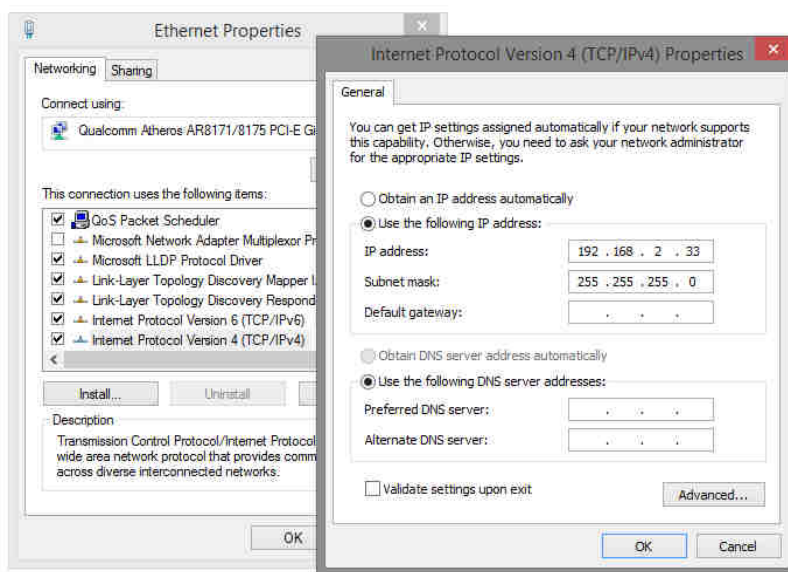 Ethernet Properties
Networking
Sharing
Connect using:
Qualcomm Atheros AR8171/8175 PCI-E Gi
This connection uses the following items:
QoS Packet Scheduler
Microsoft Network Adapter Multiplexor Pr
Microsoft LLDP Protocol Driver
Link-Layer Topology Discovery Mapper I
Link-Layer Topology Discovery Respond
Internet Protocol Version 6 (TCP/IPv6)
Internet Protocol Version 4 (TCP/IPv4)
Install...
Uninstall
Description
Transmission Control Protocol/Internet Protocol
wide area network protocol that provides comm
across diverse interconnected networks.
OK
Internet Protocol Version 4 (TCP/IPv4) Properties
General
You can get IP settings assigned automatically if your network supports
this capability. Otherwise, you need to ask your network administrator
for the appropriate IP settings.
Obtain an IP address automatically
Use the following IP address:
IP address: 192 . 168 . 2 . 33
Subnet mask: 255 . 255 . 255 . 0
Default gateway: . . .
Obtain DNS server address automatically
Use the following DNS server addresses:
Preferred DNS server: . . .
Alternate DNS server: . . .
Validate settings upon exit
Advanced...
OK
Cancel